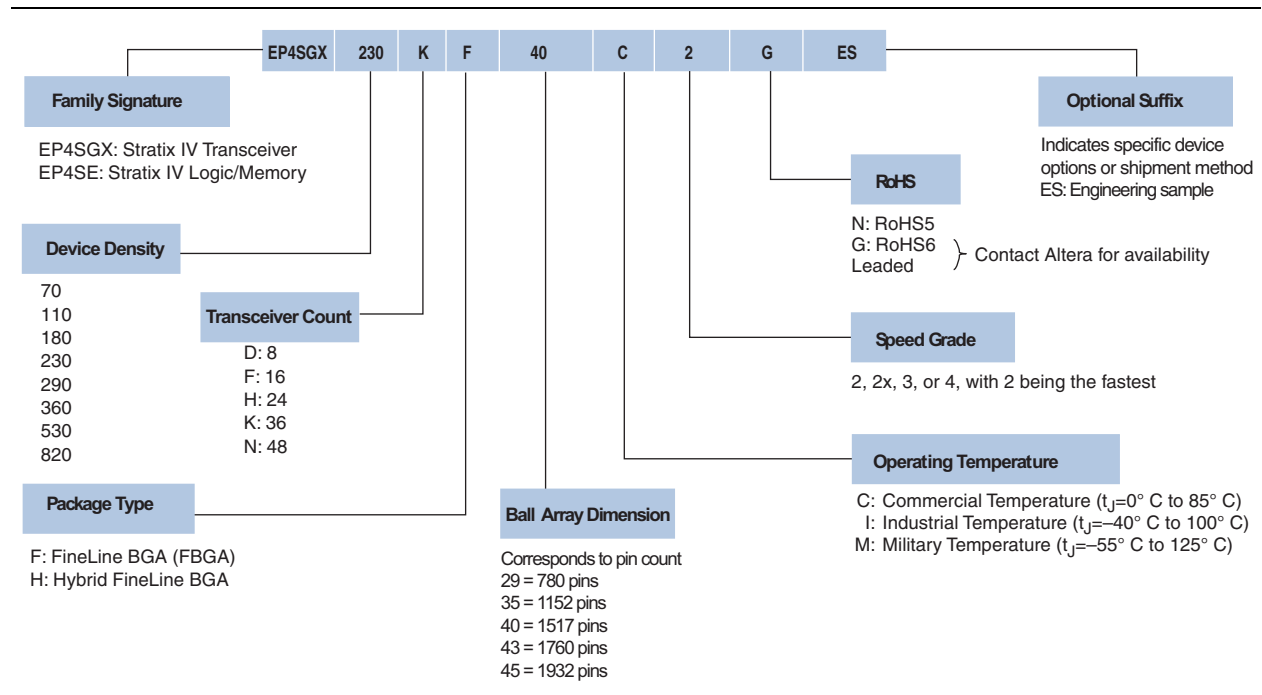 EP4SGX 230 K F 40 C 2 G ES
Family Signature
EP4SGX: Stratix IV Transceiver
EP4SE: Stratix IV Logic/Memory
Optional Suffix
Indicates specific device
options or shipment method
ES: Engineering sample
RoHS
N: RoHS5
G: RoHS6
Leaded
Contact Altera for availability
Device Density
70
110
180
230
290
360
530
820
Transceiver Count
D: 8
F: 16
H: 24
K: 36
N: 48
Speed Grade
2, 2x, 3, or 4, with 2 being the fastest
Operating Temperature
C: Commercial Temperature (tJ=0° C to 85° C)
I: Industrial Temperature (tJ=–40° C to 100° C)
M: Military Temperature (tJ=–55° C to 125° C)
Package Type
F: FineLine BGA (FBGA)
H: Hybrid FineLine BGA
Ball Array Dimension
Corresponds to pin count
29 = 780 pins
35 = 1152 pins
40 = 1517 pins
43 = 1760 pins
45 = 1932 pins